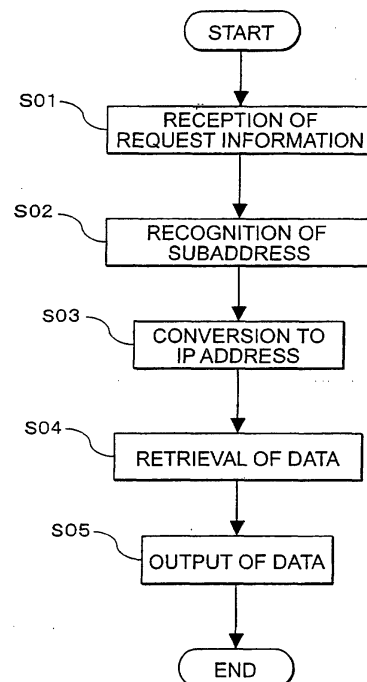 START
S01
RECEPTION OF
REQUEST INFORMATION
S02
RECOGNITION OF
SUBADDRESS
S03
CONVERSION TO
IP ADDRESS
S04
RETRIEVAL OF DATA
S05
OUTPUT OF DATA
END